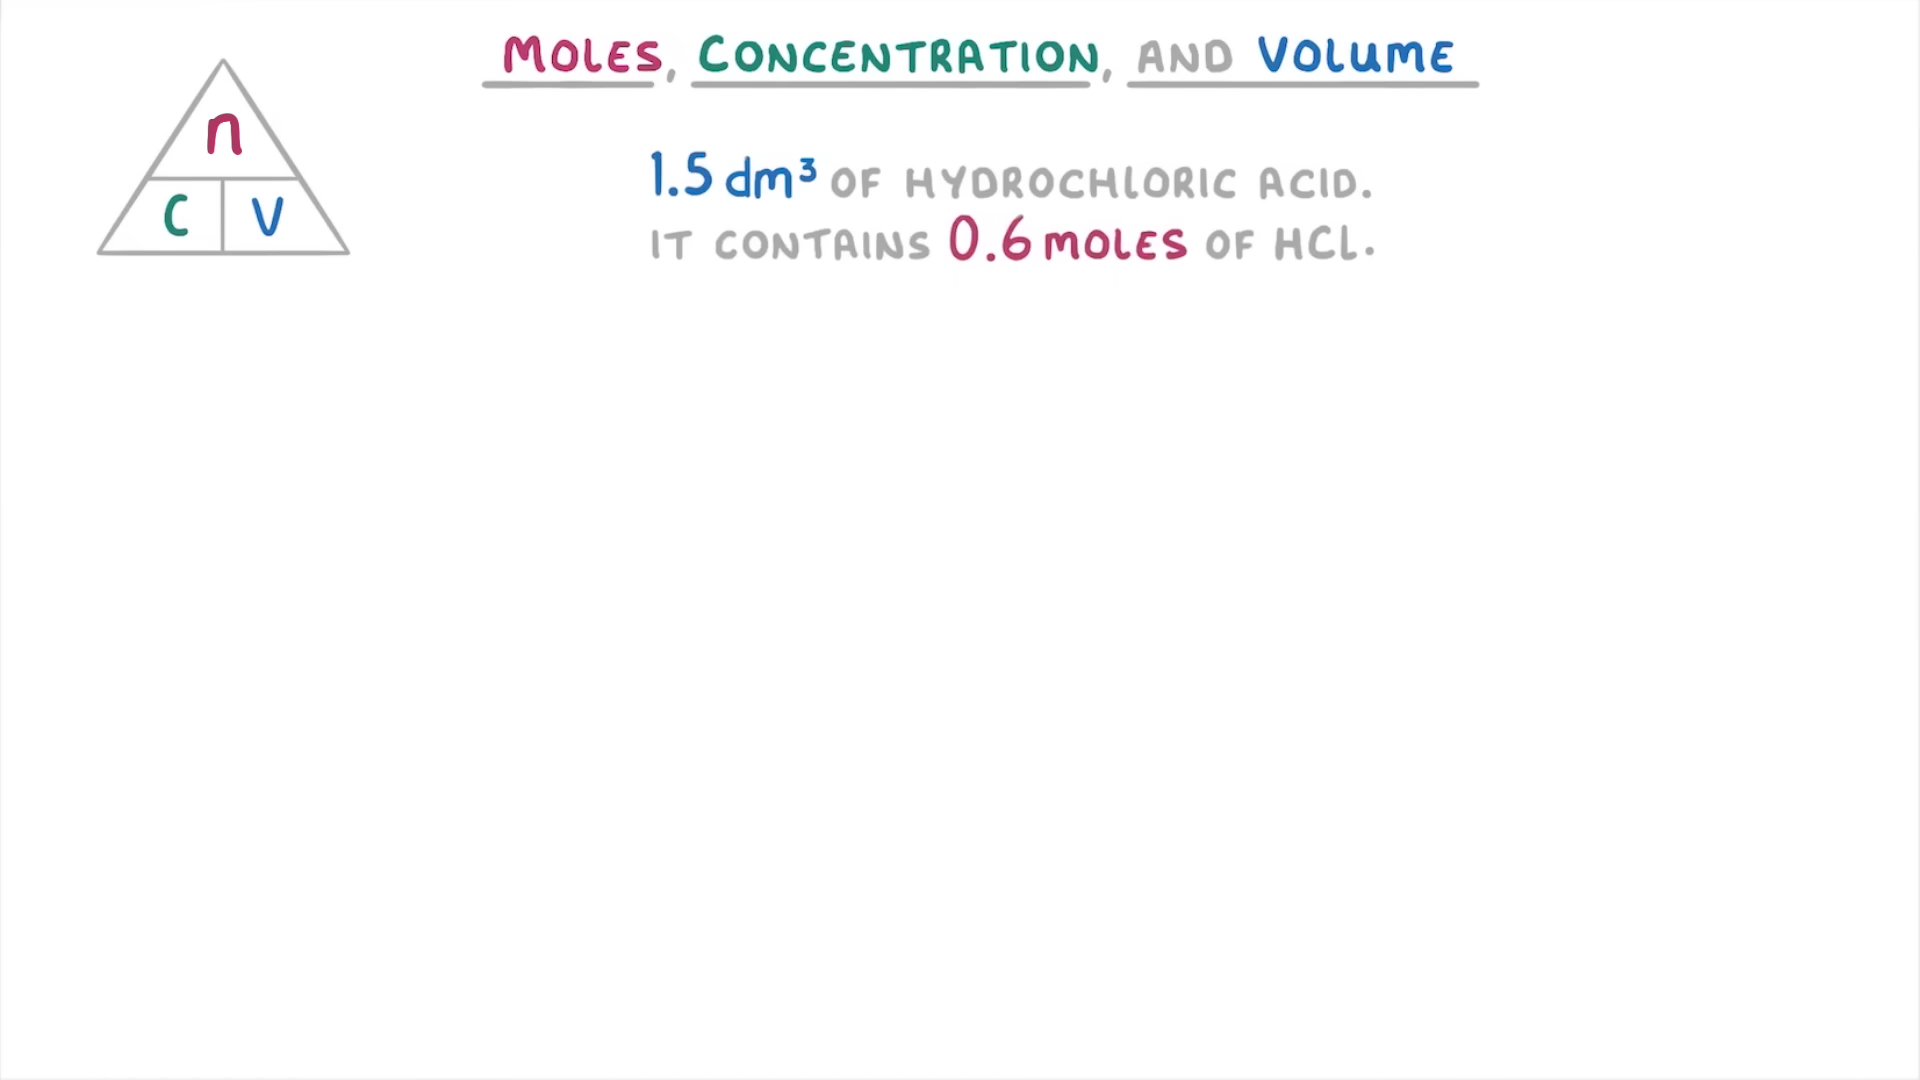 MOLES, CONCENTRATION, AND VOLUME
n
C V
1.5 dm³ OF HYDROCHLORIC ACID.
IT CONTAINS 0.6 MOLES OF HCL.